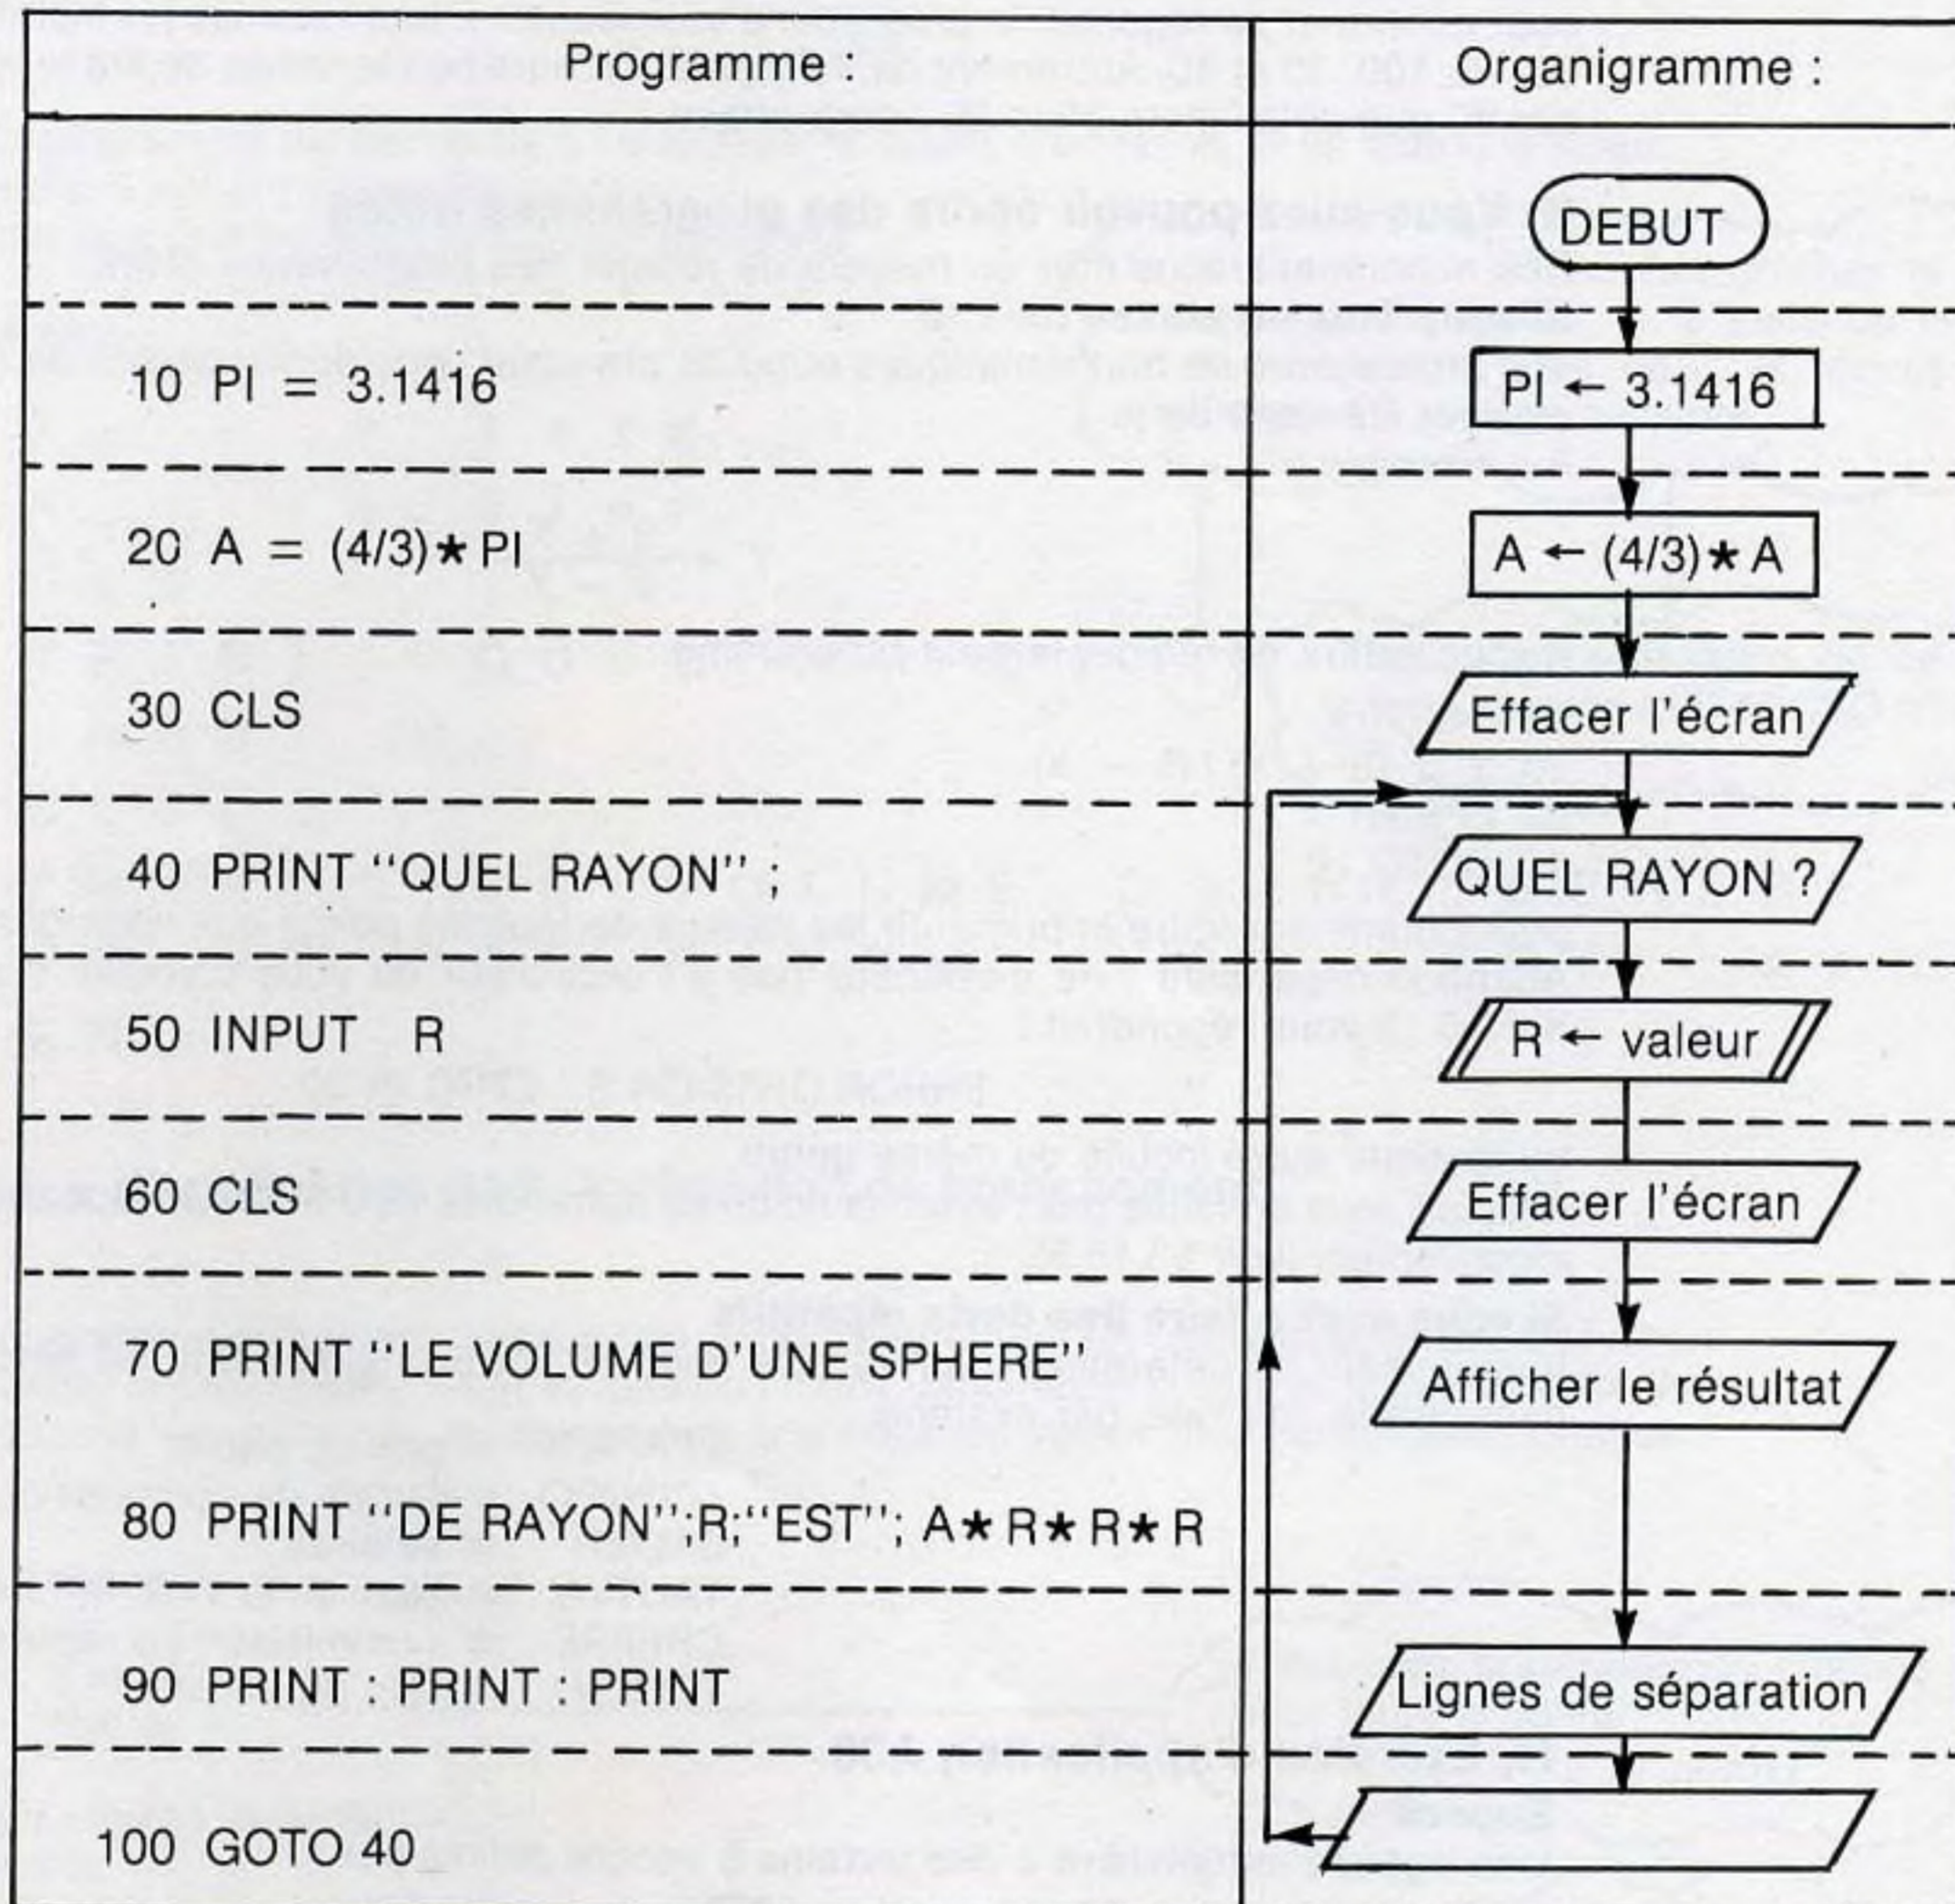 Programme :
Organigramme :
DEBUT
10 PI = 3.1416
PI ← 3.1416
20 A = (4/3)★PI
A ← (4/3)★A
30 CLS
Effacer l'écran
40 PRINT "QUEL RAYON" ;
QUEL RAYON ?
50 INPUT R
R ← valeur
60 CLS
Effacer l'écran
70 PRINT "LE VOLUME D'UNE SPHERE"
Afficher le résultat
80 PRINT "DE RAYON";R;"EST"; A★R★R★R
90 PRINT : PRINT : PRINT
Lignes de séparation
100 GOTO 40